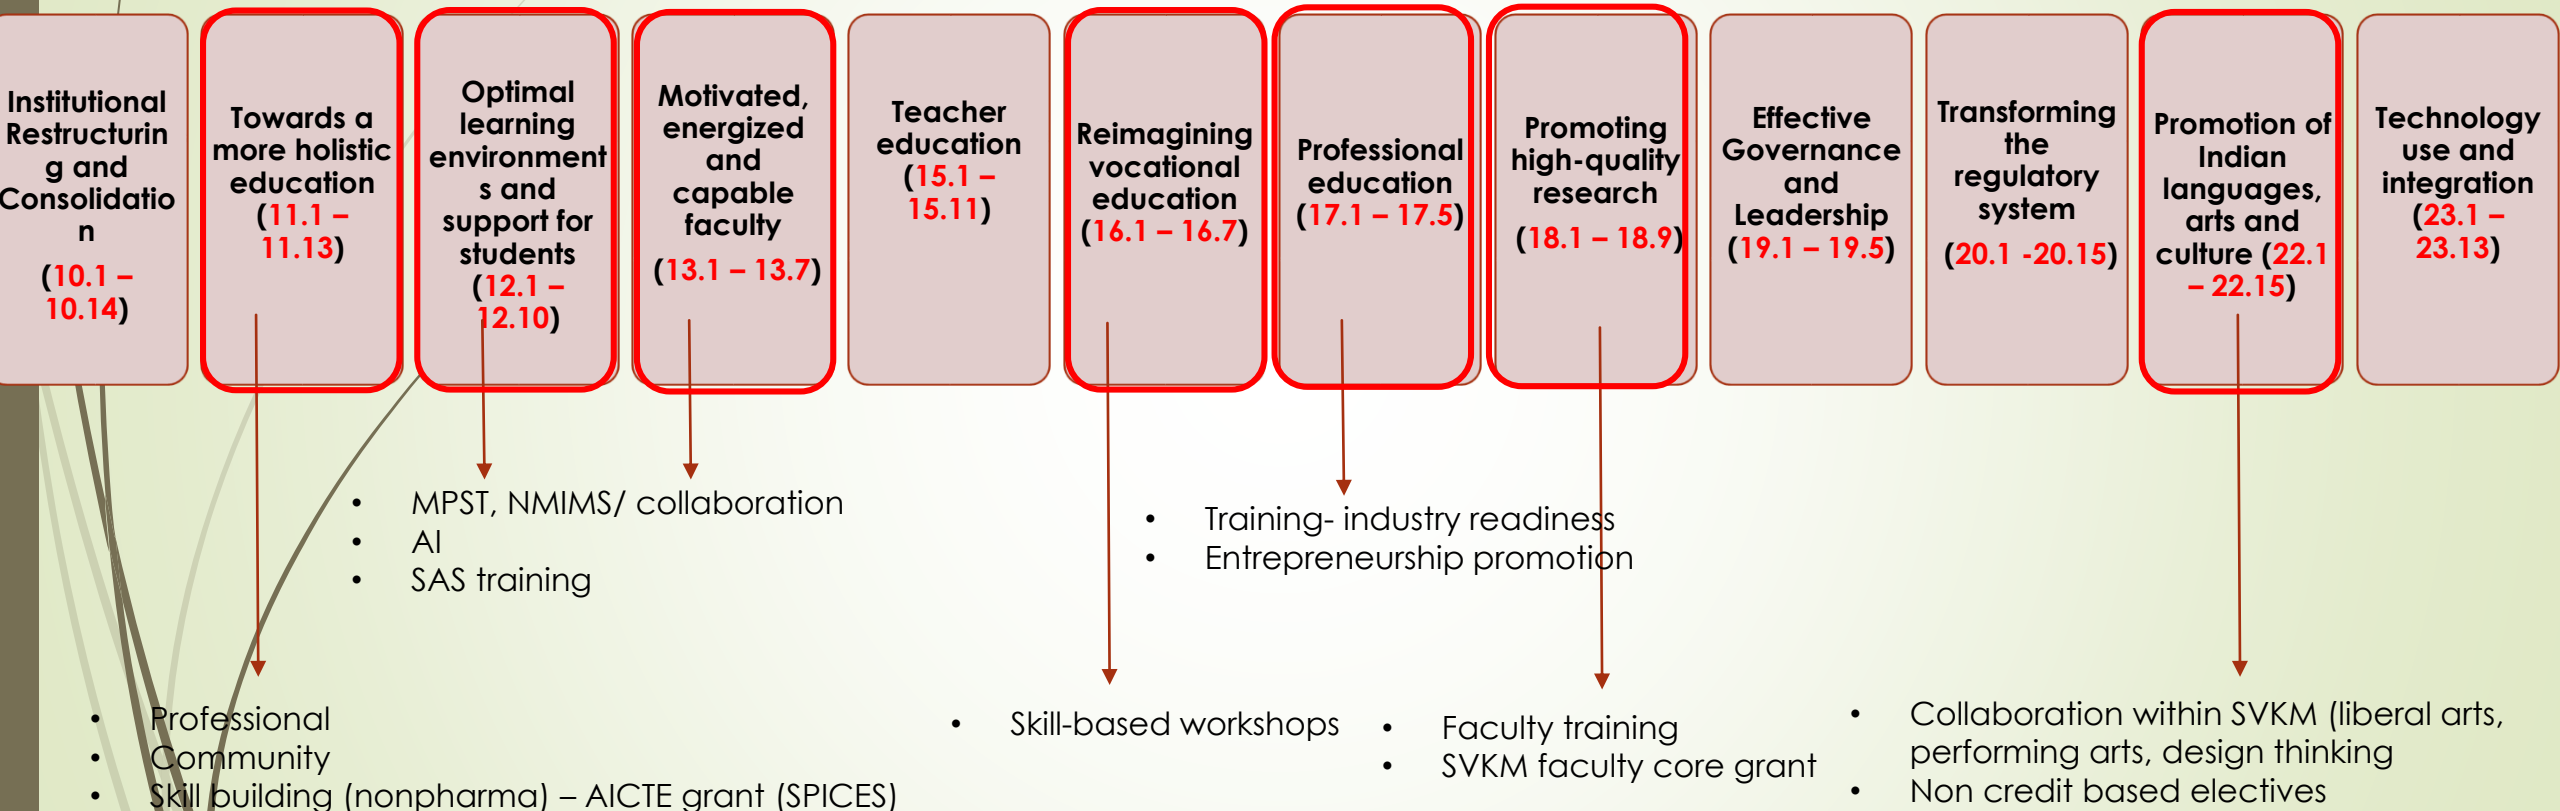 Institutional
Restructurin
g and
Consolidatio
n
(10.1 –
10.14)
Towards a
more holistic
education
(11.1 –
11.13)
Optimal
learning
environment
s and
support for
students
(12.1 –
12.10)
Motivated,
energized
and
capable
faculty
(13.1 – 13.7)
Teacher
education
(15.1 –
15.11)
Reimagining
vocational
education
(16.1 – 16.7)
Professional
education
(17.1 – 17.5)
Promoting
high-quality
research
(18.1 – 18.9)
Effective
Governance
and
Leadership
(19.1 – 19.5)
Transforming
the
regulatory
system
(20.1 -20.15)
Promotion of
Indian
languages,
arts and
culture (22.1
– 22.15)
Technology
use and
integration
(23.1 –
23.13)
• MPST, NMIMS/ collaboration
• AI
• SAS training
• Training- industry readiness
• Entrepreneurship promotion
• Professional
• Community
• Skill building (nonpharma) – AICTE grant (SPICES)
• Skill-based workshops
• Faculty training
• SVKM faculty core grant
• Collaboration within SVKM (liberal arts,
performing arts, design thinking
• Non credit based electives